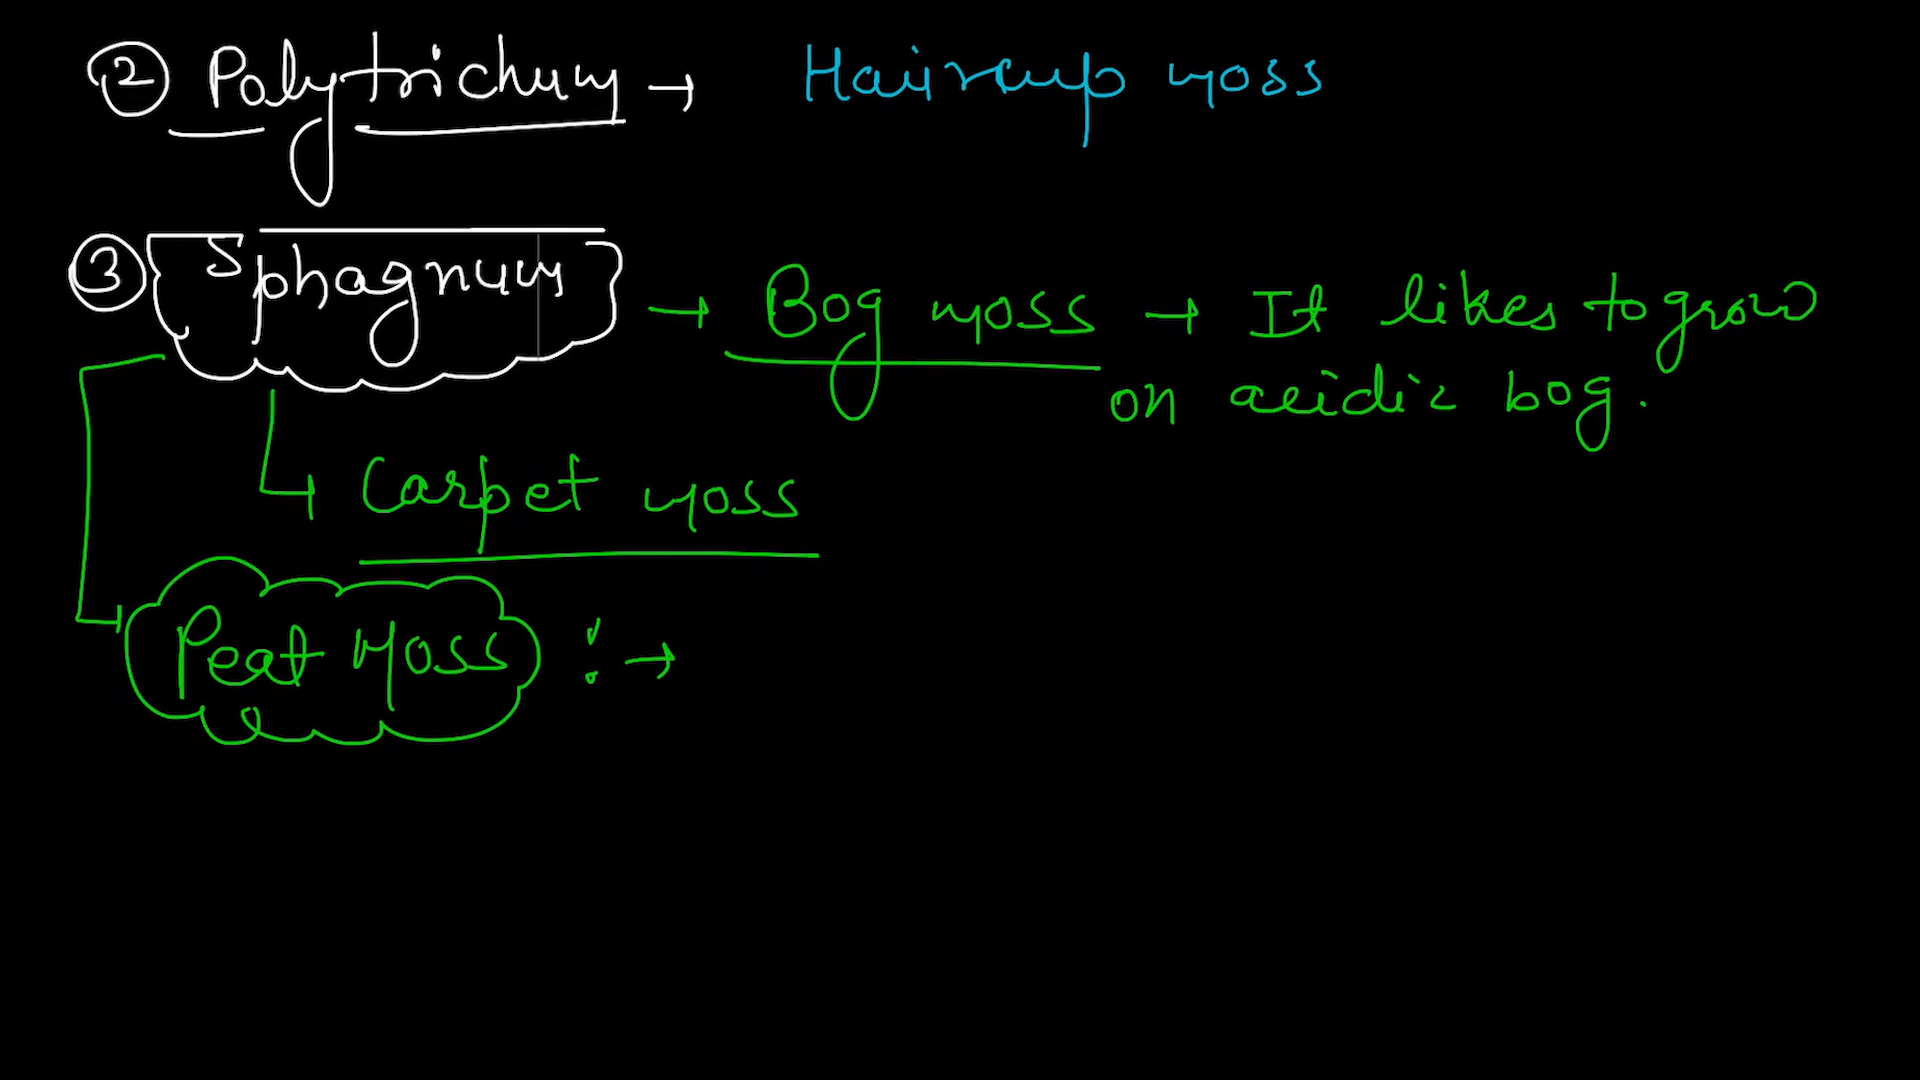 ② Polytrichum → Haircup moss
③ Sphagnum → Bog moss → It likes to grow
on acidic bog.
Carpet moss
Peat Moss : →